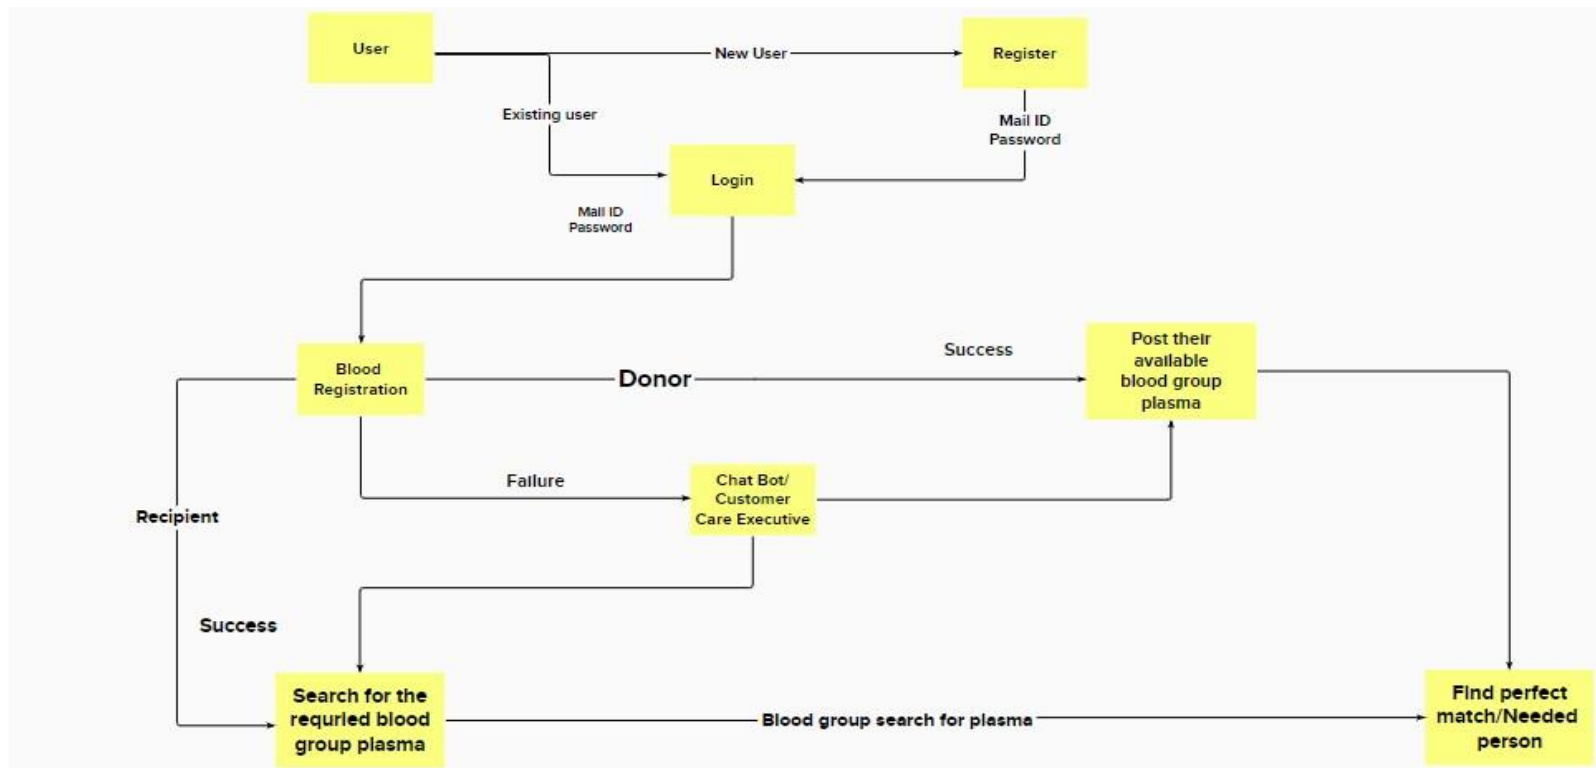 User
New User
Register
Existing user
Mail ID
Password
Login
Mail ID
Password
Blood
Registration
Donor
Success
Post their
available
blood group
plasma
Failure
Chat Bot/
Customer
Care Executive
Recipient
Success
Search for the
requried blood
group plasma
Blood group search for plasma
Find perfect
match/Needed
person